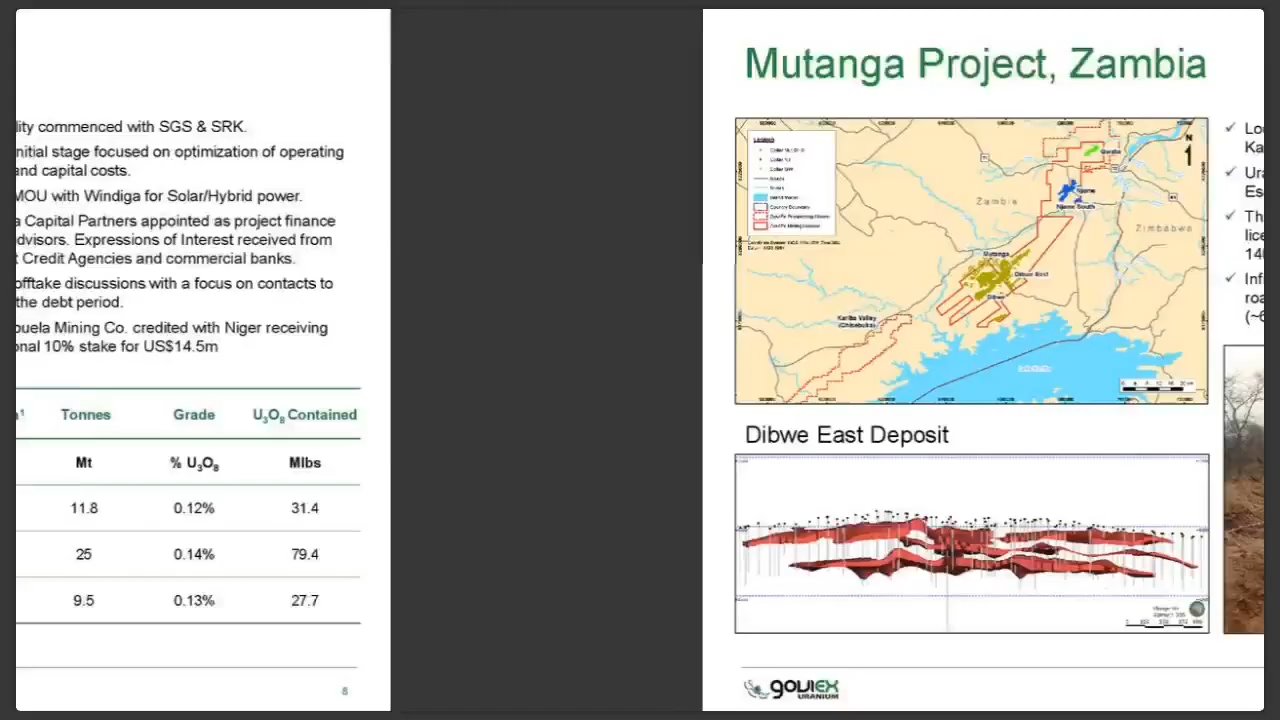 lity commenced with SGS & SRK.
nitial stage focused on optimization of operating
and capital costs.
MOU with Windiga for Solar/Hybrid power.
a Capital Partners appointed as project finance
dvisors. Expressions of Interest received from
t Credit Agencies and commercial banks.
offtake discussions with a focus on contacts to
the debt period.
ouela Mining Co. credited with Niger receiving
onal 10% stake for US$14.5m
Tonnes Grade U₃O₈ Contained
Mt % U₃O₈ Mlbs
11.8 0.12% 31.4
25 0.14% 79.4
9.5 0.13% 27.7
8
Mutanga Project, Zambia
N
Gwabe
Njame
Njame South
Zambia
Zimbabwe
Mutanga
Dibwe East
Dibwe
Kariba Valley
(Chisebuka)
Dibwe East Deposit
GOVIEX
URANIUM
Lo
Ka
Ura
Es
Th
lice
14
Inf
roa
(~6